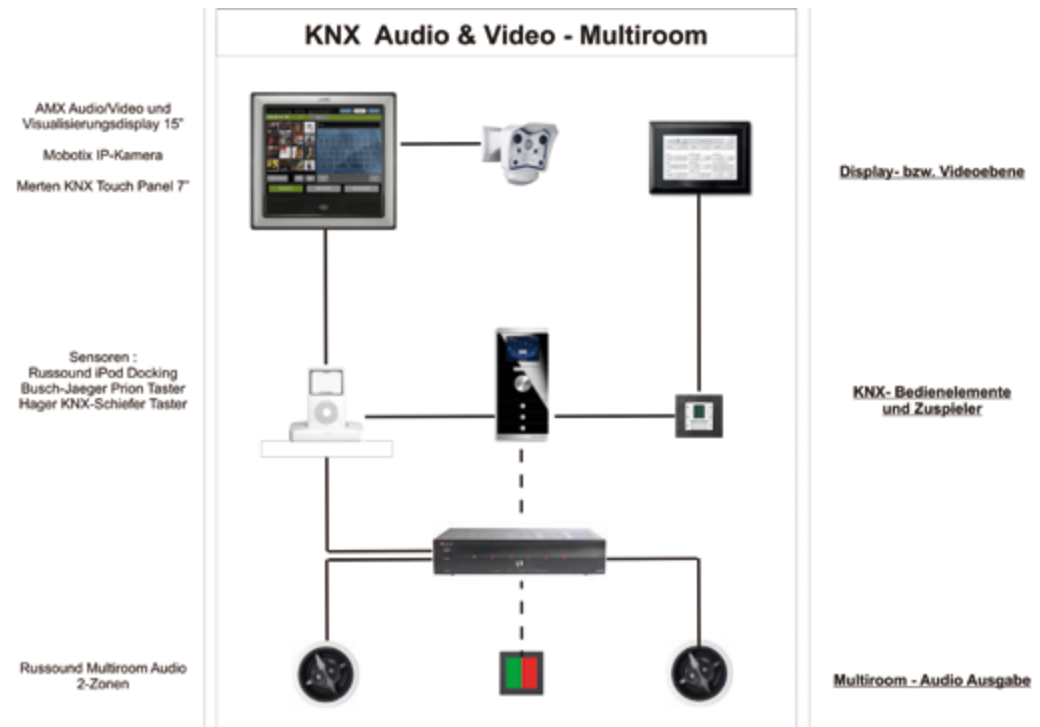 KNX Audio & Video - Multiroom
AMX Audio/Video und
Visualisierungsdisplay 15"
Mobotix IP-Kamera
Merten KNX Touch Panel 7"
Display- bzw. Videoebene
Sensoren :
Russound iPod Docking
Busch-Jaeger Prion Taster
Hager KNX-Schiefer Taster
KNX- Bedienelemente
und Zuspieler
Russound Multiroom Audio
2-Zonen
Multiroom - Audio Ausgabe